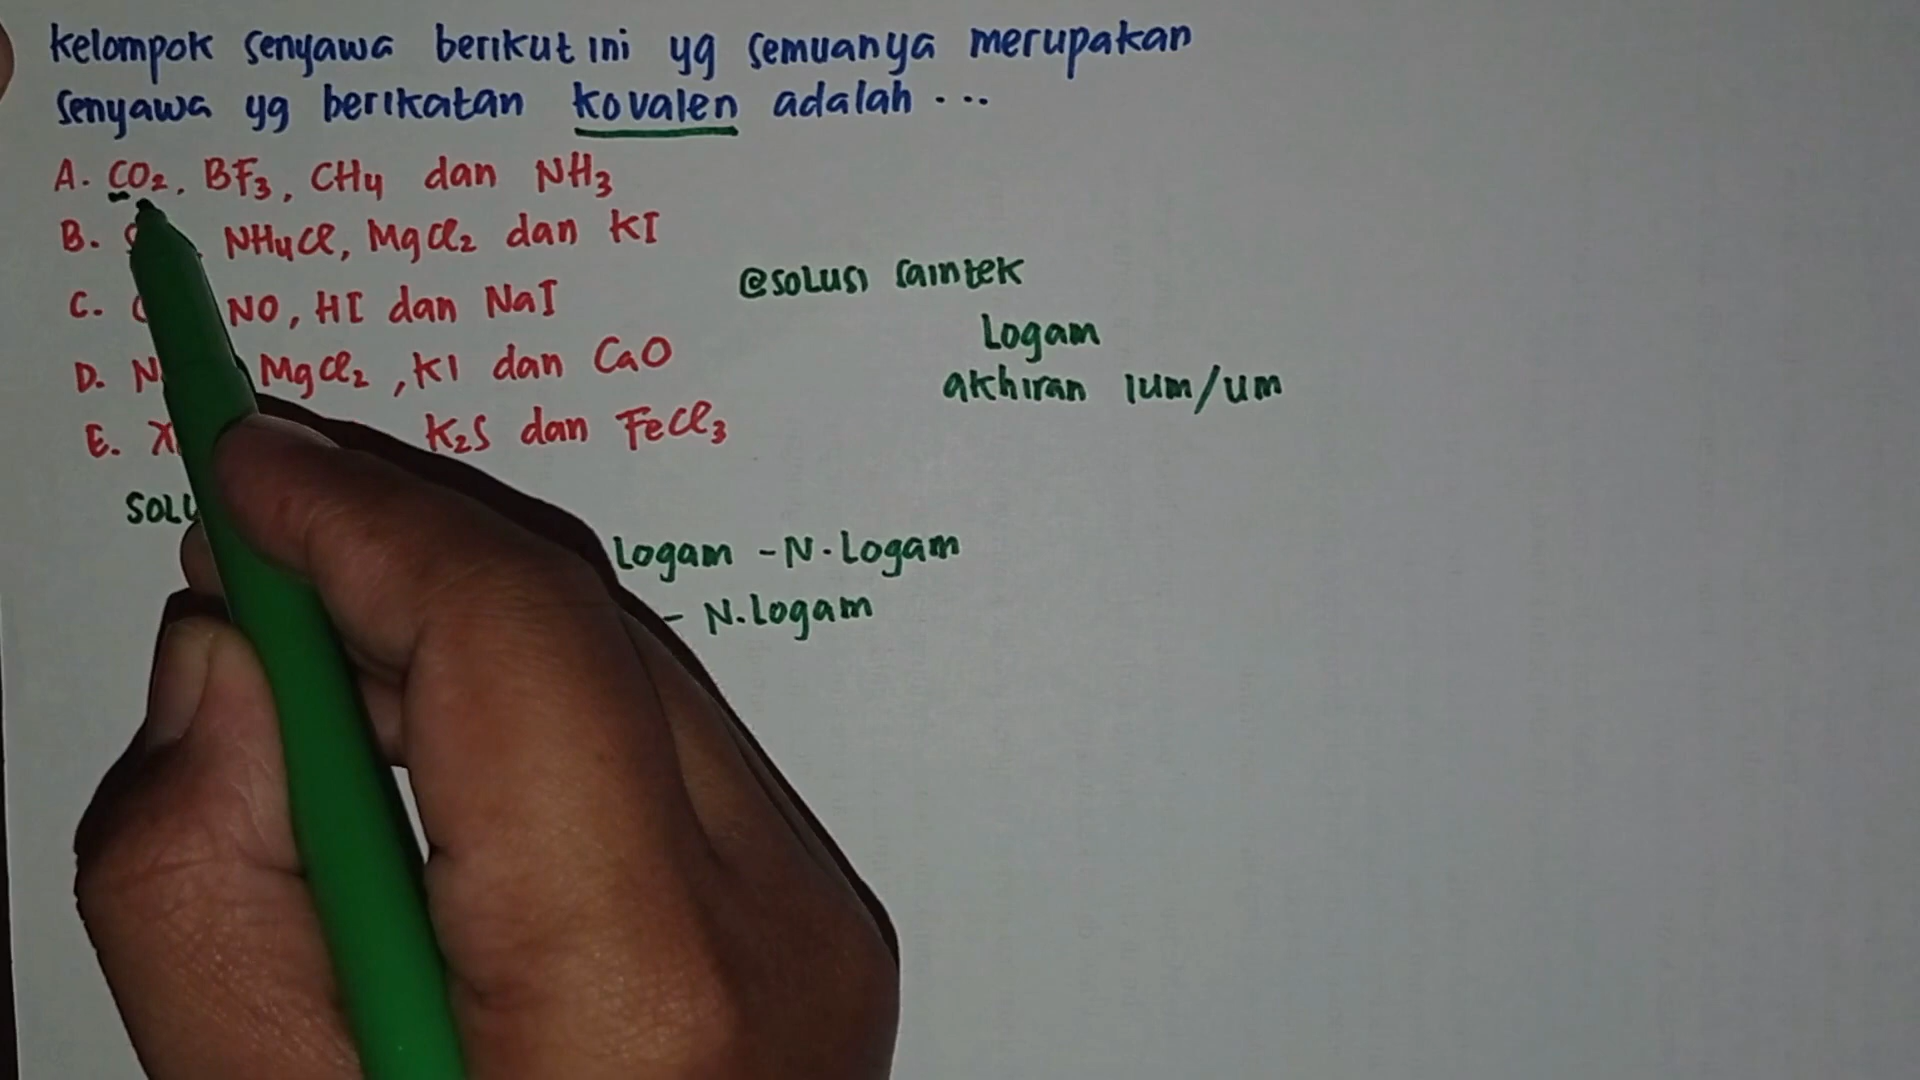 Kelompok senyawa berikut ini yg semuanya merupakan
senyawa yg berikatan kovalen adalah ...
A. CO2, BF3, CH4 dan NH3
B. NH4Cl, MgCl2 dan KI
C. NO, HI dan NaI
D. MgCl2, KI dan CaO
E. K2S dan FeCl3
@solusi saintek
Logam
akhiran ium/um
Logam - N. Logam
- N. Logam